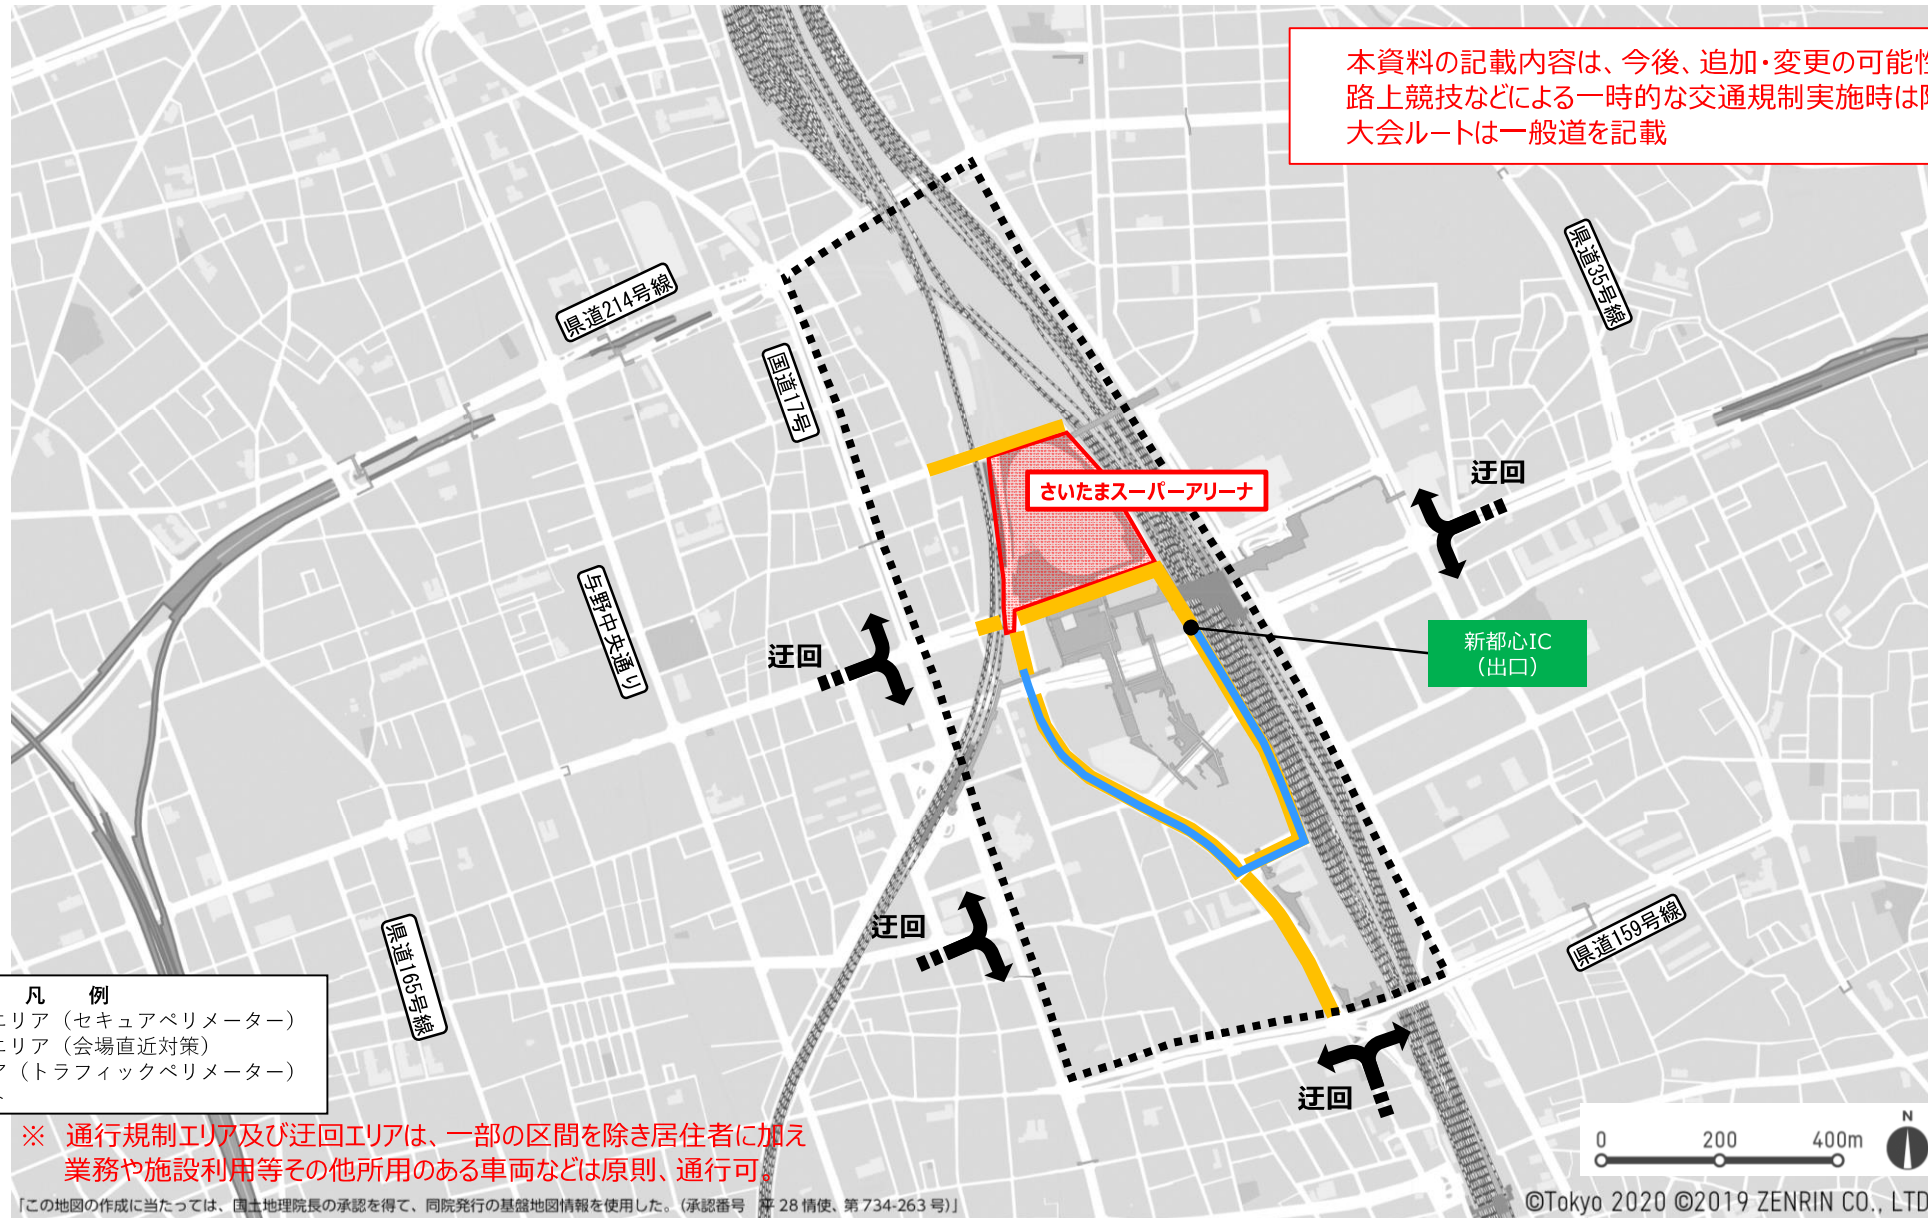 本資料の記載内容は、今後、追加・変更の可能性
路上競技などによる一時的な交通規制実施時は
大会ルートは一般道を記載
県道35号線
県道214号線
国道17号
迂回
さいたまスーパーアリーナ
与野中央通り
新都心IC
（出口）
迂回
迂回
県道165号線
県道159号線
迂回
凡　例
エリア（セキュアペリメーター）
エリア（会場直近対策）
ア（トラフィックペリメーター）
※　通行規制エリア及び迂回エリアは、一部の区間を除き居住者に加え
業務や施設利用等その他所用のある車両などは原則、通行可。
0 200 400m
N
「この地図の作成に当たっては、国土地理院長の承認を得て、同院発行の基盤地図情報を使用した。（承認番号　平 28 情使、第 734-263 号）」
©Tokyo 2020 ©2019 ZENRIN CO., LTD